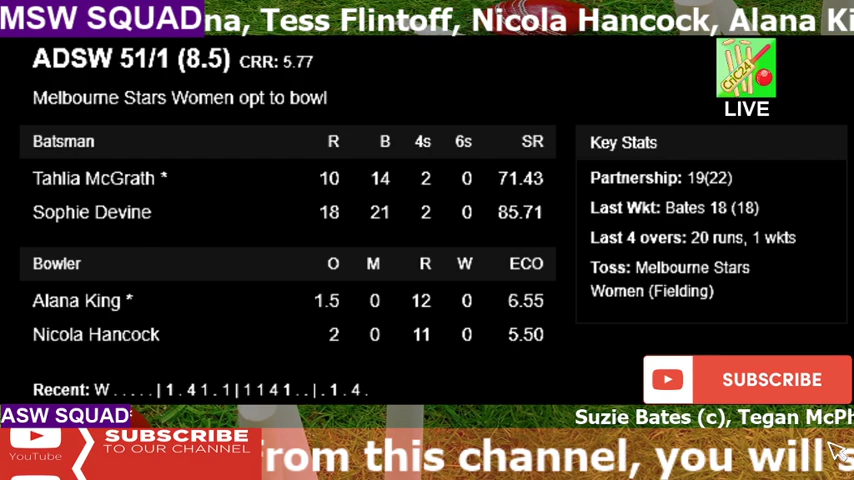 MSW SQUAD na, Tess Flintoff, Nicola Hancock, Alana Ki
ADSW 51/1 (8.5) CRR: 5.77
Melbourne Stars Women opt to bowl
CriC24
LIVE
Batsman R B 4s 6s SR
Tahlia McGrath * 10 14 2 0 71.43
Sophie Devine 18 21 2 0 85.71
Bowler O M R W ECO
Alana King * 1.5 0 12 0 6.55
Nicola Hancock 2 0 11 0 5.50
Key Stats
Partnership: 19(22)
Last Wkt: Bates 18 (18)
Last 4 overs: 20 runs, 1 wkts
Toss: Melbourne Stars
Women (Fielding)
Recent: W . . . . . | 1 . 4 1 . 1 | 1 1 4 1 . . | . 1 . 4 .
SUBSCRIBE
ASW SQUAD Suzie Bates (c), Tegan McPh
YouTube
SUBSCRIBE
TO OUR CHANNEL
From this channel, you will s